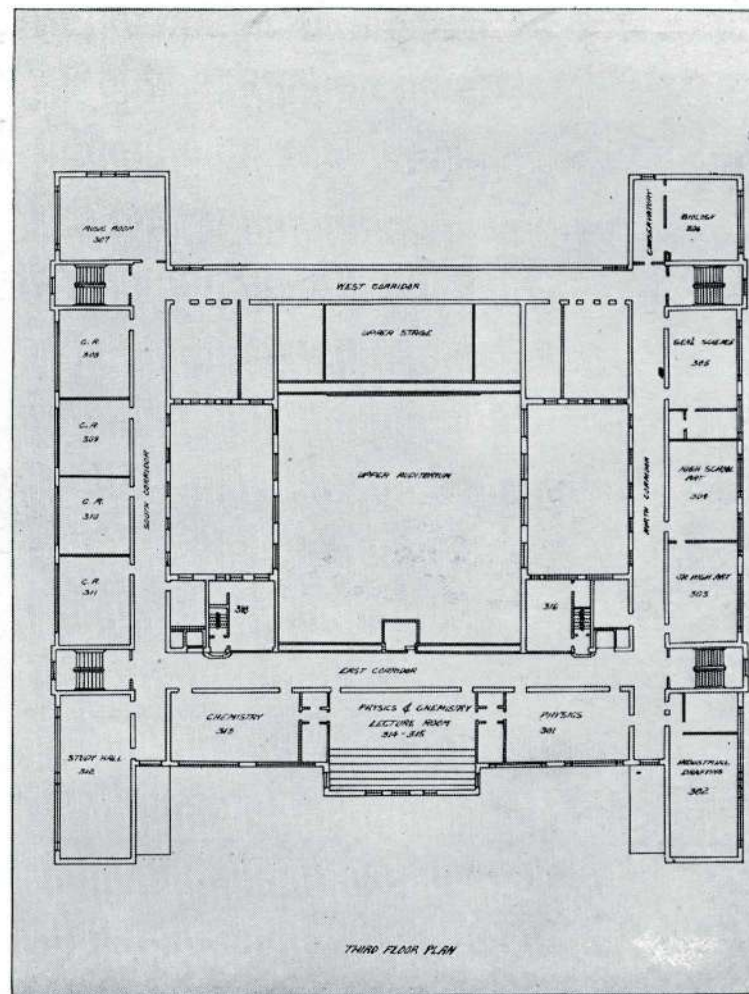 MUSIC ROOM
307
CONSERVATORY
BIOLOGY
306
WEST CORRIDOR
C. R.
308
UPPER STAGE
GEN'L SCIENCE
305
C. R.
309
SOUTH CORRIDOR
UPPER AUDITORIUM
NORTH CORRIDOR
HIGH SCHOOL
ART
304
C. R.
310
C. R.
311
JR HIGH ART
303
316
EAST CORRIDOR
CHEMISTRY
313
PHYSICS & CHEMISTRY
LECTURE ROOM
314 - 315
PHYSICS
301
STUDY HALL
312
INDUSTRIAL
DRAFTING
302
THIRD FLOOR PLAN